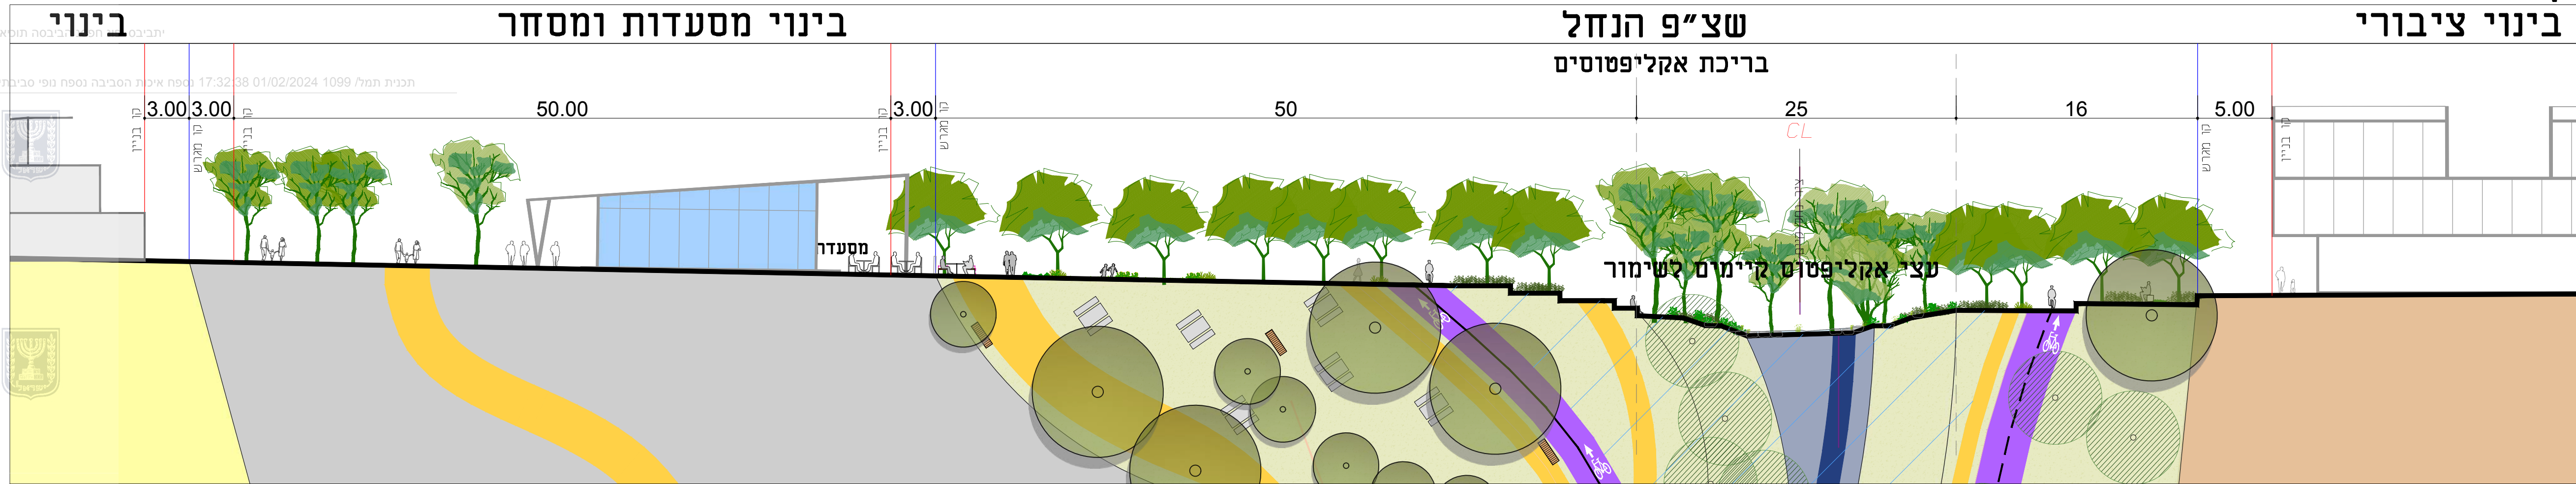 בינוי ציבורי
שצ״פ הנחל
בינוי מסעדות ומסחר
בינוי
בריכת אקליפטוסים
תכנית תמל/ 1099 01/02/2024 17:32:38 נספח איכות הסביבה נספח נופי סביבתי
3.00 3.00 50.00 3.00 50 25 16 5.00
CL
קו בניין
קו מגרש
קו בניין
קו בניין
קו מגרש
קו מגרש
קו בניין
עצי אקליפטוס קיימים לשימור